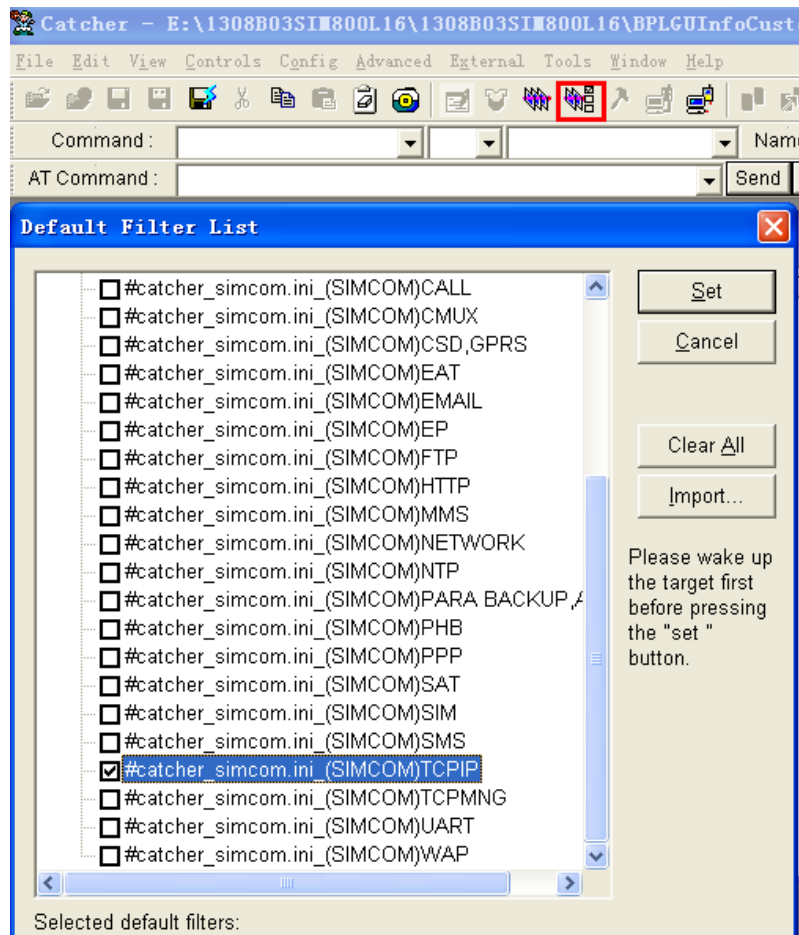 Catcher - E:\1308B03SIM800L16\1308B03SIM800L16\BPLGUInfoCust
File Edit View Controls Config Advanced External Tools Window Help
Command :
Nam
AT Command :
Send
Default Filter List
#catcher_simcom.ini_(SIMCOM)CALL
#catcher_simcom.ini_(SIMCOM)CMUX
#catcher_simcom.ini_(SIMCOM)CSD,GPRS
#catcher_simcom.ini_(SIMCOM)EAT
#catcher_simcom.ini_(SIMCOM)EMAIL
#catcher_simcom.ini_(SIMCOM)EP
#catcher_simcom.ini_(SIMCOM)FTP
#catcher_simcom.ini_(SIMCOM)HTTP
#catcher_simcom.ini_(SIMCOM)MMS
#catcher_simcom.ini_(SIMCOM)NETWORK
#catcher_simcom.ini_(SIMCOM)NTP
#catcher_simcom.ini_(SIMCOM)PARA BACKUP,A
#catcher_simcom.ini_(SIMCOM)PHB
#catcher_simcom.ini_(SIMCOM)PPP
#catcher_simcom.ini_(SIMCOM)SAT
#catcher_simcom.ini_(SIMCOM)SIM
#catcher_simcom.ini_(SIMCOM)SMS
#catcher_simcom.ini_(SIMCOM)TCPIP
#catcher_simcom.ini_(SIMCOM)TCPMNG
#catcher_simcom.ini_(SIMCOM)UART
#catcher_simcom.ini_(SIMCOM)WAP
Set
Cancel
Clear All
Import...
Please wake up
the target first
before pressing
the "set "
button.
Selected default filters: